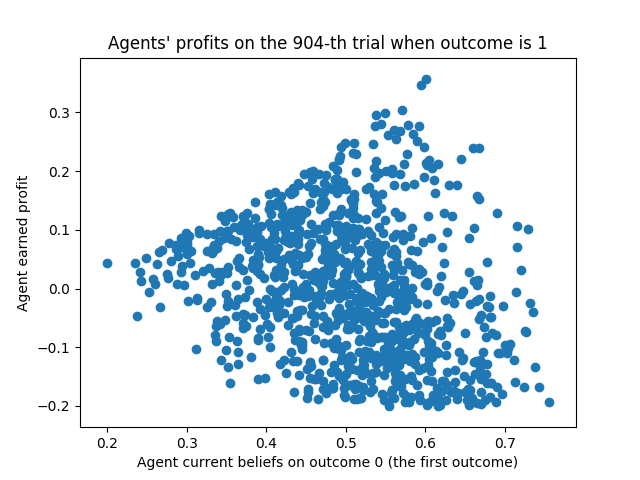 Agents' profits on the 904-th trial when outcome is 1
0.3
0.2
0.1
0.0
−0.1
−0.2
Agent earned profit
0.2 0.3 0.4 0.5 0.6 0.7
Agent current beliefs on outcome 0 (the first outcome)